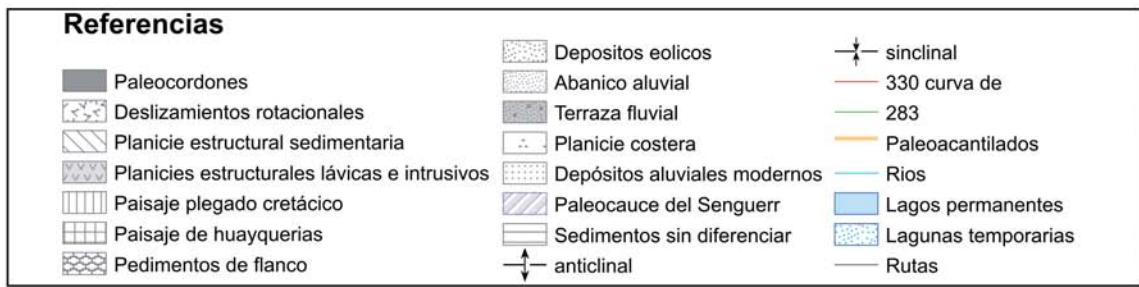 Referencias
Paleocordones
Deslizamientos rotacionales
Planicie estructural sedimentaria
Planicies estructurales lávicas e intrusivos
Paisaje plegado cretácico
Paisaje de huayquerias
Pedimentos de flanco
Depositos eolicos
Abanico aluvial
Terraza fluvial
Planicie costera
Depósitos aluviales modernos
Paleocauce del Senguerr
Sedimentos sin diferenciar
anticlinal
sinclinal
330 curva de
283
Paleoacantilados
Rios
Lagos permanentes
Lagunas temporarias
Rutas